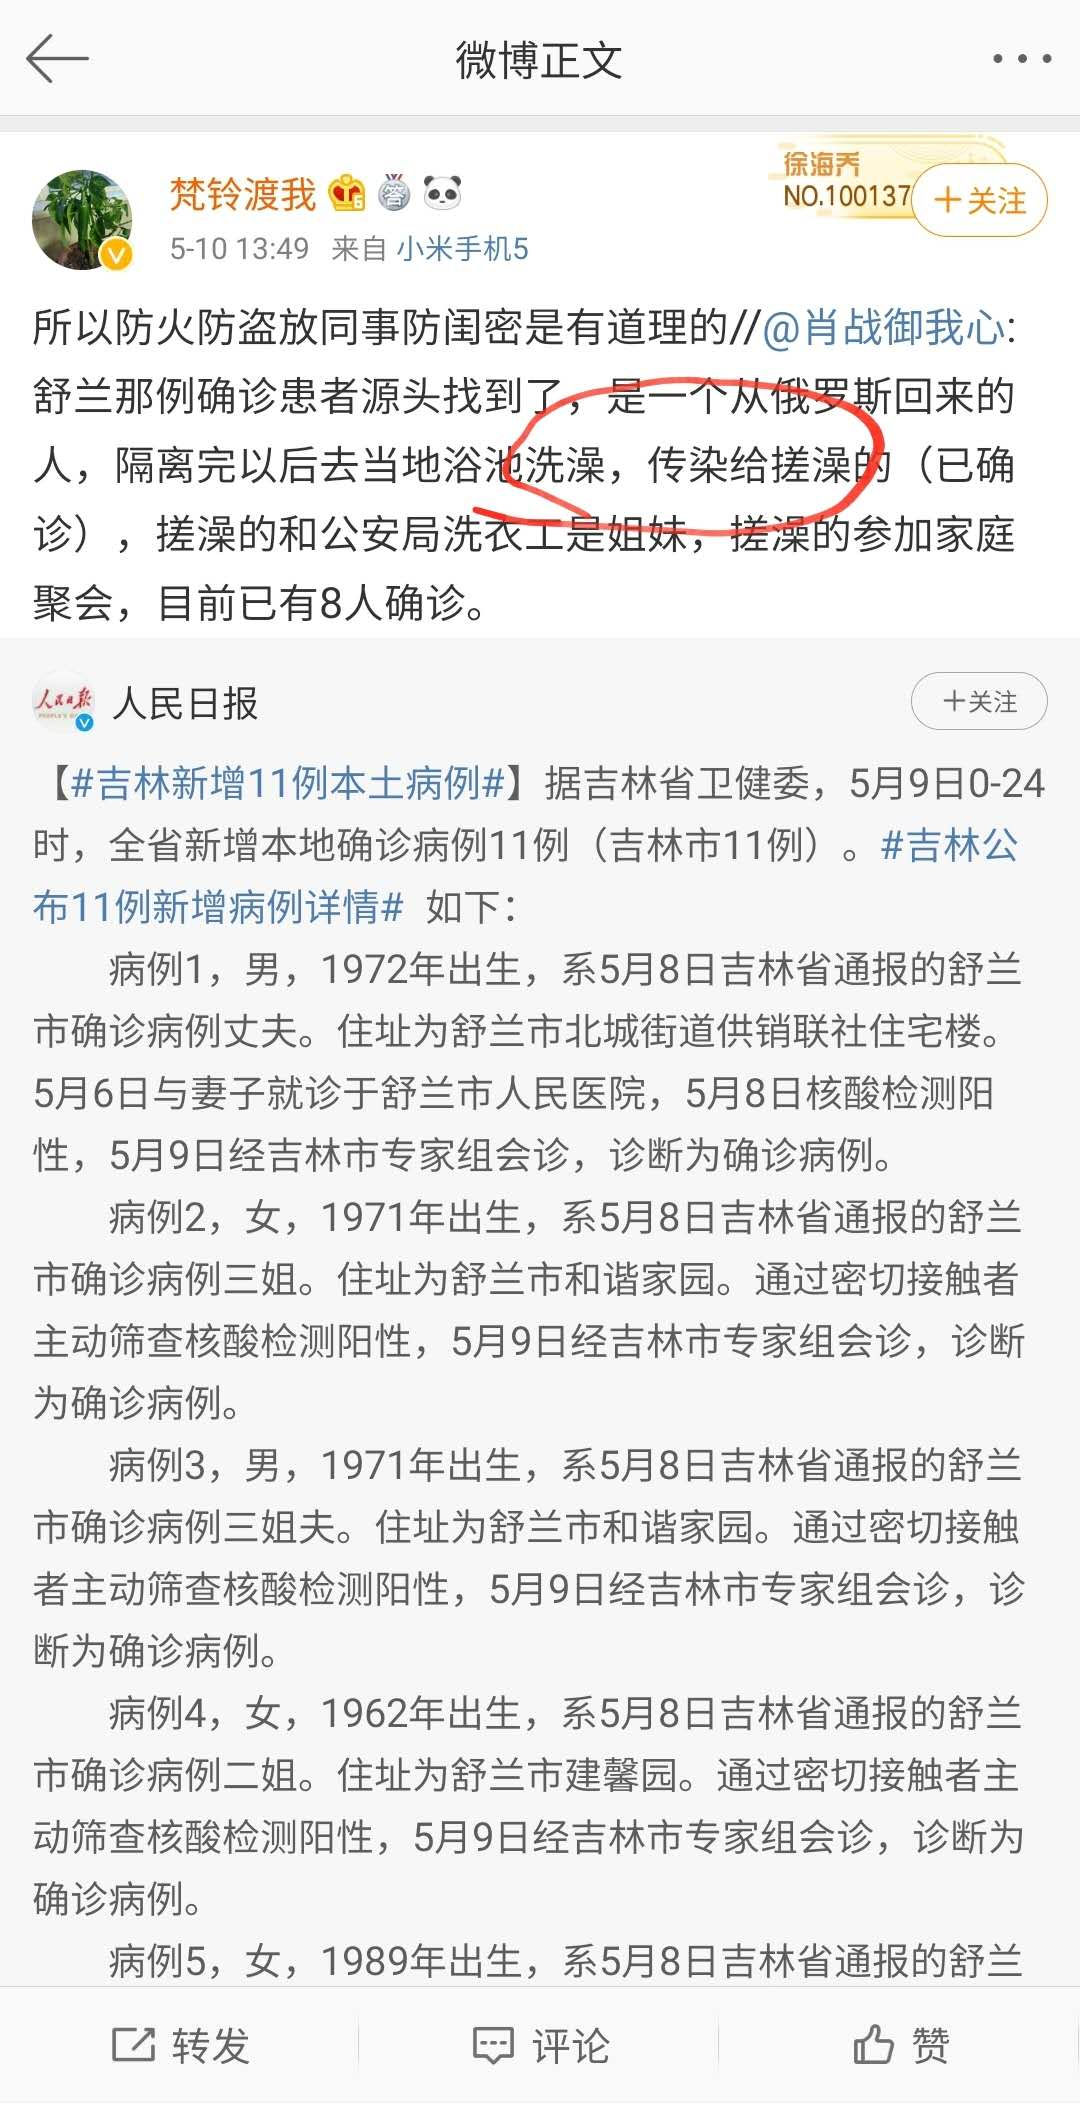 微博正文
徐海乔
NO.100137
梵铃渡我
+关注
5-10 13:49 来自 小米手机5
所以防火防盗放同事防闺密是有道理的//@肖战御我心:
舒兰那例确诊患者源头找到了，是一个从俄罗斯回来的
人，隔离完以后去当地浴池洗澡，传染给搓澡的（已确
诊），搓澡的和公安局洗衣工是姐妹，搓澡的参加家庭
聚会，目前已有8人确诊。
人民日报
人民日报
+关注
【#吉林新增11例本土病例#】据吉林省卫健委，5月9日0-24
时，全省新增本地确诊病例11例（吉林市11例）。#吉林公
布11例新增病例详情# 如下：
病例1，男，1972年出生，系5月8日吉林省通报的舒兰
市确诊病例丈夫。住址为舒兰市北城街道供销联社住宅楼。
5月6日与妻子就诊于舒兰市人民医院，5月8日核酸检测阳
性，5月9日经吉林市专家组会诊，诊断为确诊病例。
病例2，女，1971年出生，系5月8日吉林省通报的舒兰
市确诊病例三姐。住址为舒兰市和谐家园。通过密切接触者
主动筛查核酸检测阳性，5月9日经吉林市专家组会诊，诊断
为确诊病例。
病例3，男，1971年出生，系5月8日吉林省通报的舒兰
市确诊病例三姐夫。住址为舒兰市和谐家园。通过密切接触
者主动筛查核酸检测阳性，5月9日经吉林市专家组会诊，诊
断为确诊病例。
病例4，女，1962年出生，系5月8日吉林省通报的舒兰
市确诊病例二姐。住址为舒兰市建馨园。通过密切接触者主
动筛查核酸检测阳性，5月9日经吉林市专家组会诊，诊断为
确诊病例。
病例5，女，1989年出生，系5月8日吉林省通报的舒兰
转发
评论
赞